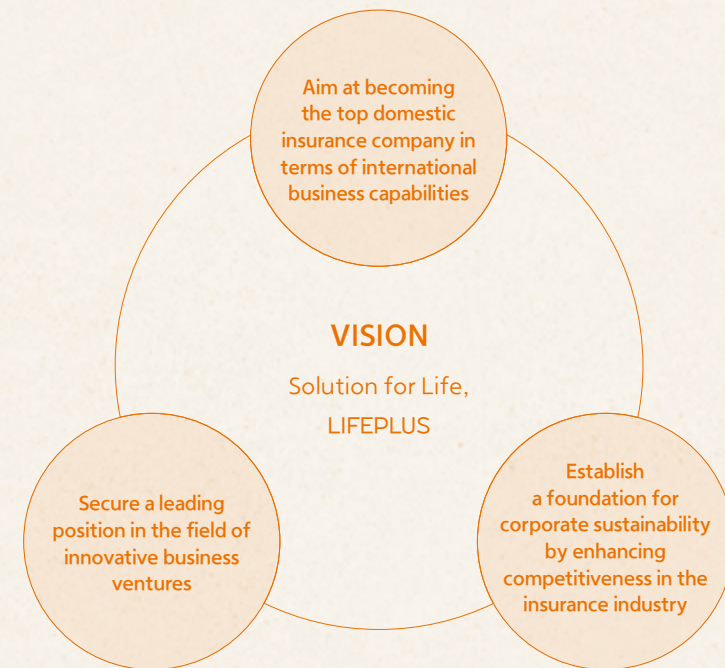 Aim at becoming
the top domestic
insurance company in
terms of international
business capabilities
VISION
Solution for Life,
LIFEPLUS
Secure a leading
position in the field of
innovative business
ventures
Establish
a foundation for
corporate sustainability
by enhancing
competitiveness in the
insurance industry